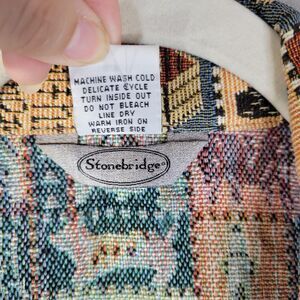 MACHINE WASH COLD
DELICATE CYCLE
TURN INSIDE OUT
DO NOT BLEACH
LINE DRY
WARM IRON ON
REVERSE SIDE
Stonebridge®